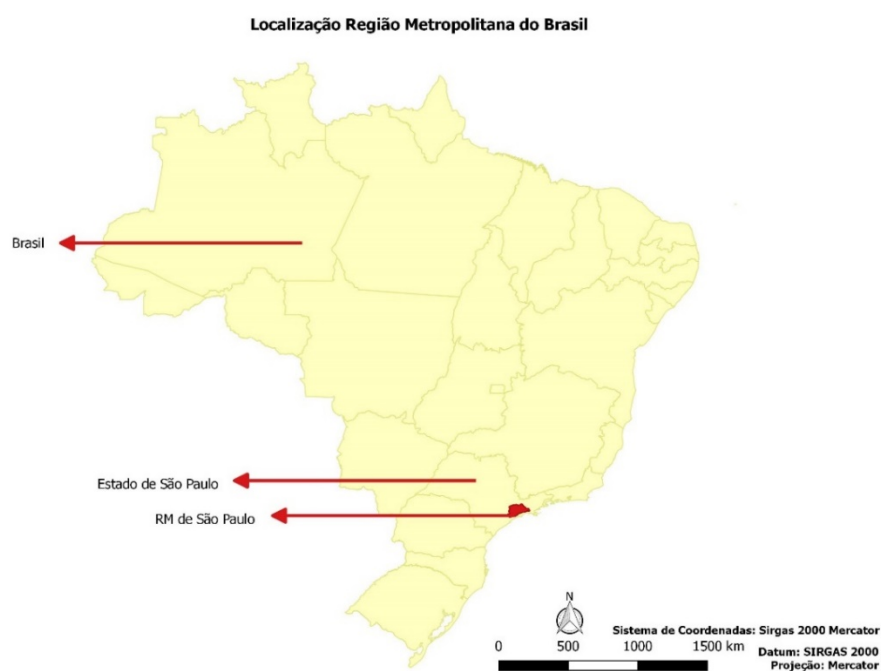 Localização Região Metropolitana do Brasil
Brasil
Estado de São Paulo
RM de São Paulo
N
Sistema de Coordenadas: Sirgas 2000 Mercator
0 500 1000 1500 km
Datum: SIRGAS 2000
Projeção: Mercator